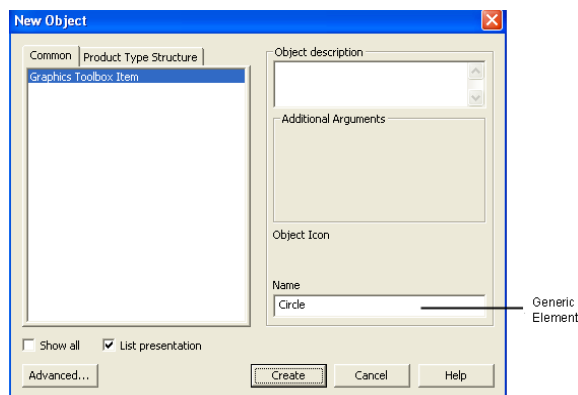 New Object
Common
Product Type Structure
Graphics Toolbox Item
Object description
Additional Arguments
Object Icon
Name
Circle
Generic
Element
Show all
List presentation
Advanced...
Create
Cancel
Help